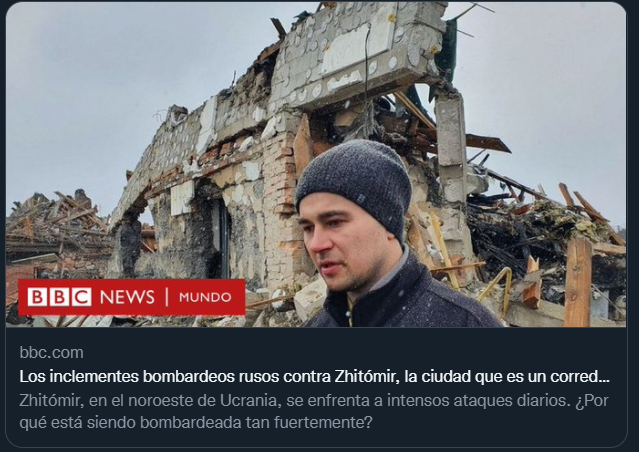 BBC NEWS | MUNDO
bbc.com
Los inclementes bombardeos rusos contra Zhitómir, la ciudad que es un corred...
Zhitómir, en el noroeste de Ucrania, se enfrenta a intensos ataques diarios. ¿Por
qué está siendo bombardeada tan fuertemente?